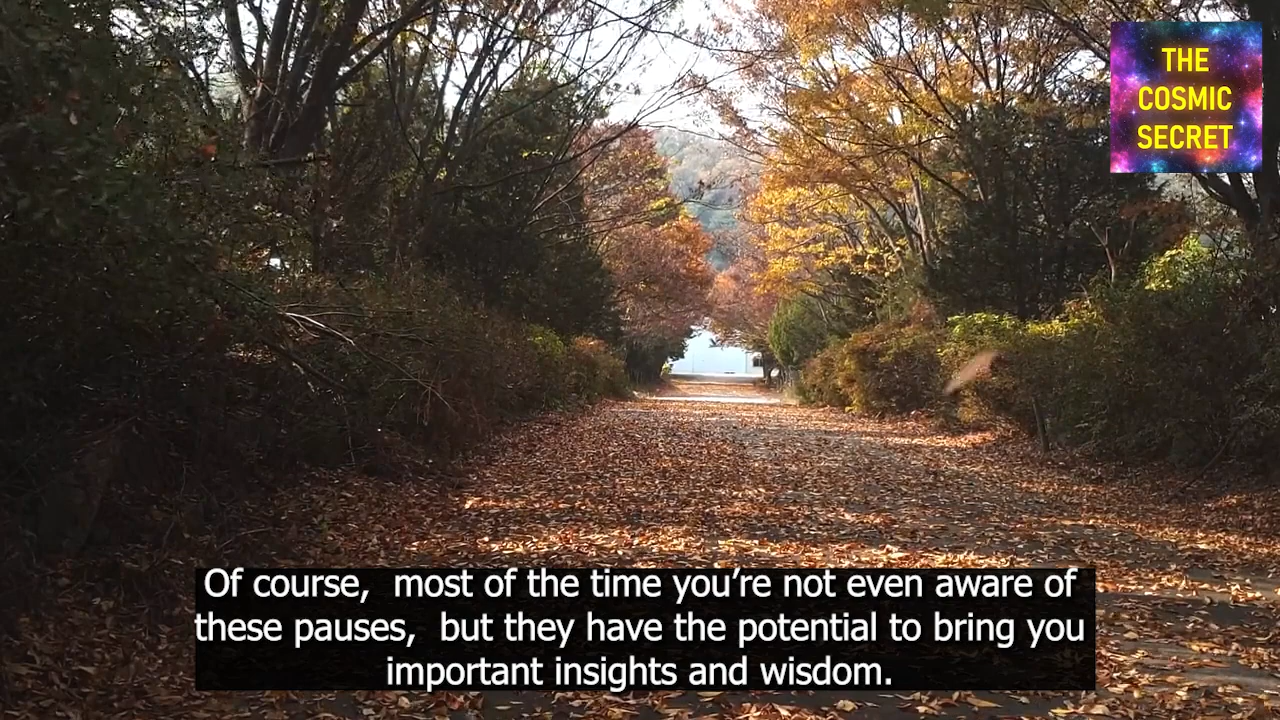 THE
COSMIC
SECRET
Of course,  most of the time you’re not even aware of
these pauses,  but they have the potential to bring you
important insights and wisdom.